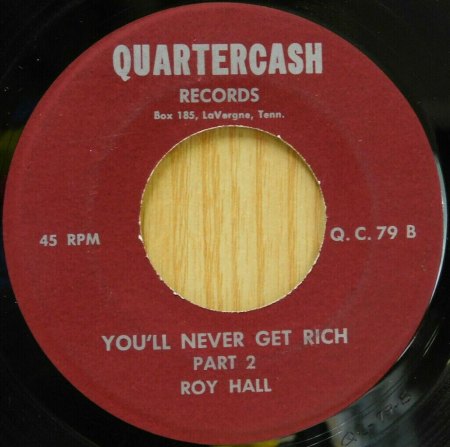 QUARTERCASH
RECORDS
Box 185, LaVergne, Tenn.
45 RPM
Q. C. 79 B
YOU'LL NEVER GET RICH
PART 2
ROY HALL